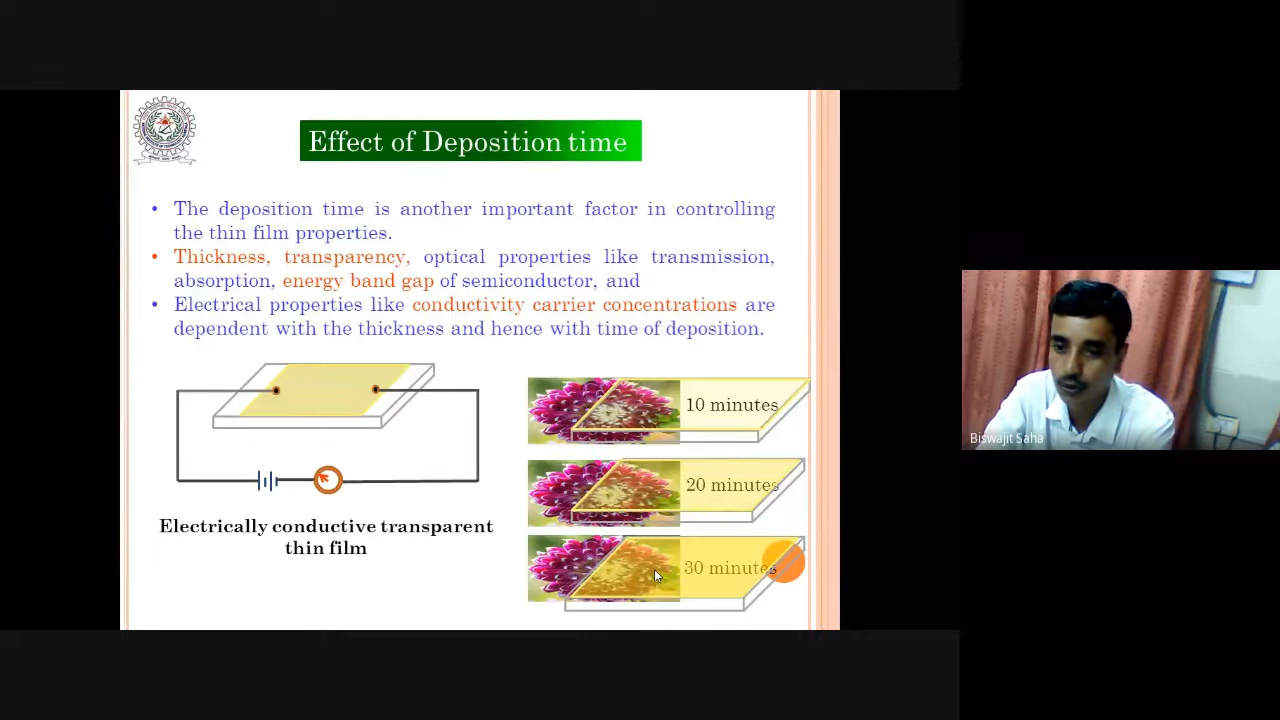 Effect of Deposition time
• The deposition time is another important factor in controlling
the thin film properties.
• Thickness, transparency, optical properties like transmission,
absorption, energy band gap of semiconductor, and
• Electrical properties like conductivity carrier concentrations are
dependent with the thickness and hence with time of deposition.
10 minutes
20 minutes
30 minutes
Electrically conductive transparent
thin film
Biswajit Saha